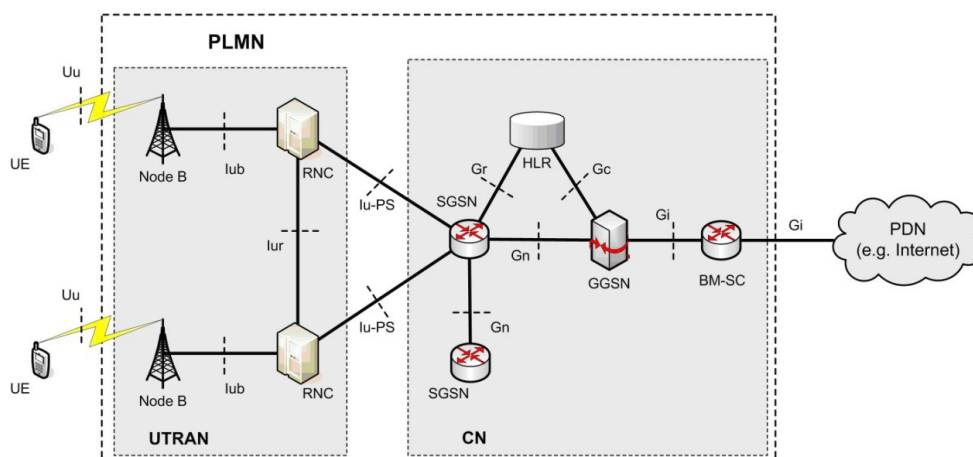 PLMN
Uu
UE
Node B
Iub
RNC
Iu-PS
Iur
HLR
Gr
Gc
SGSN
Gn
GGSN
Gi
BM-SC
Gi
PDN
(e.g. Internet)
Uu
UE
Node B
Iub
RNC
Iu-PS
Gn
SGSN
UTRAN
CN